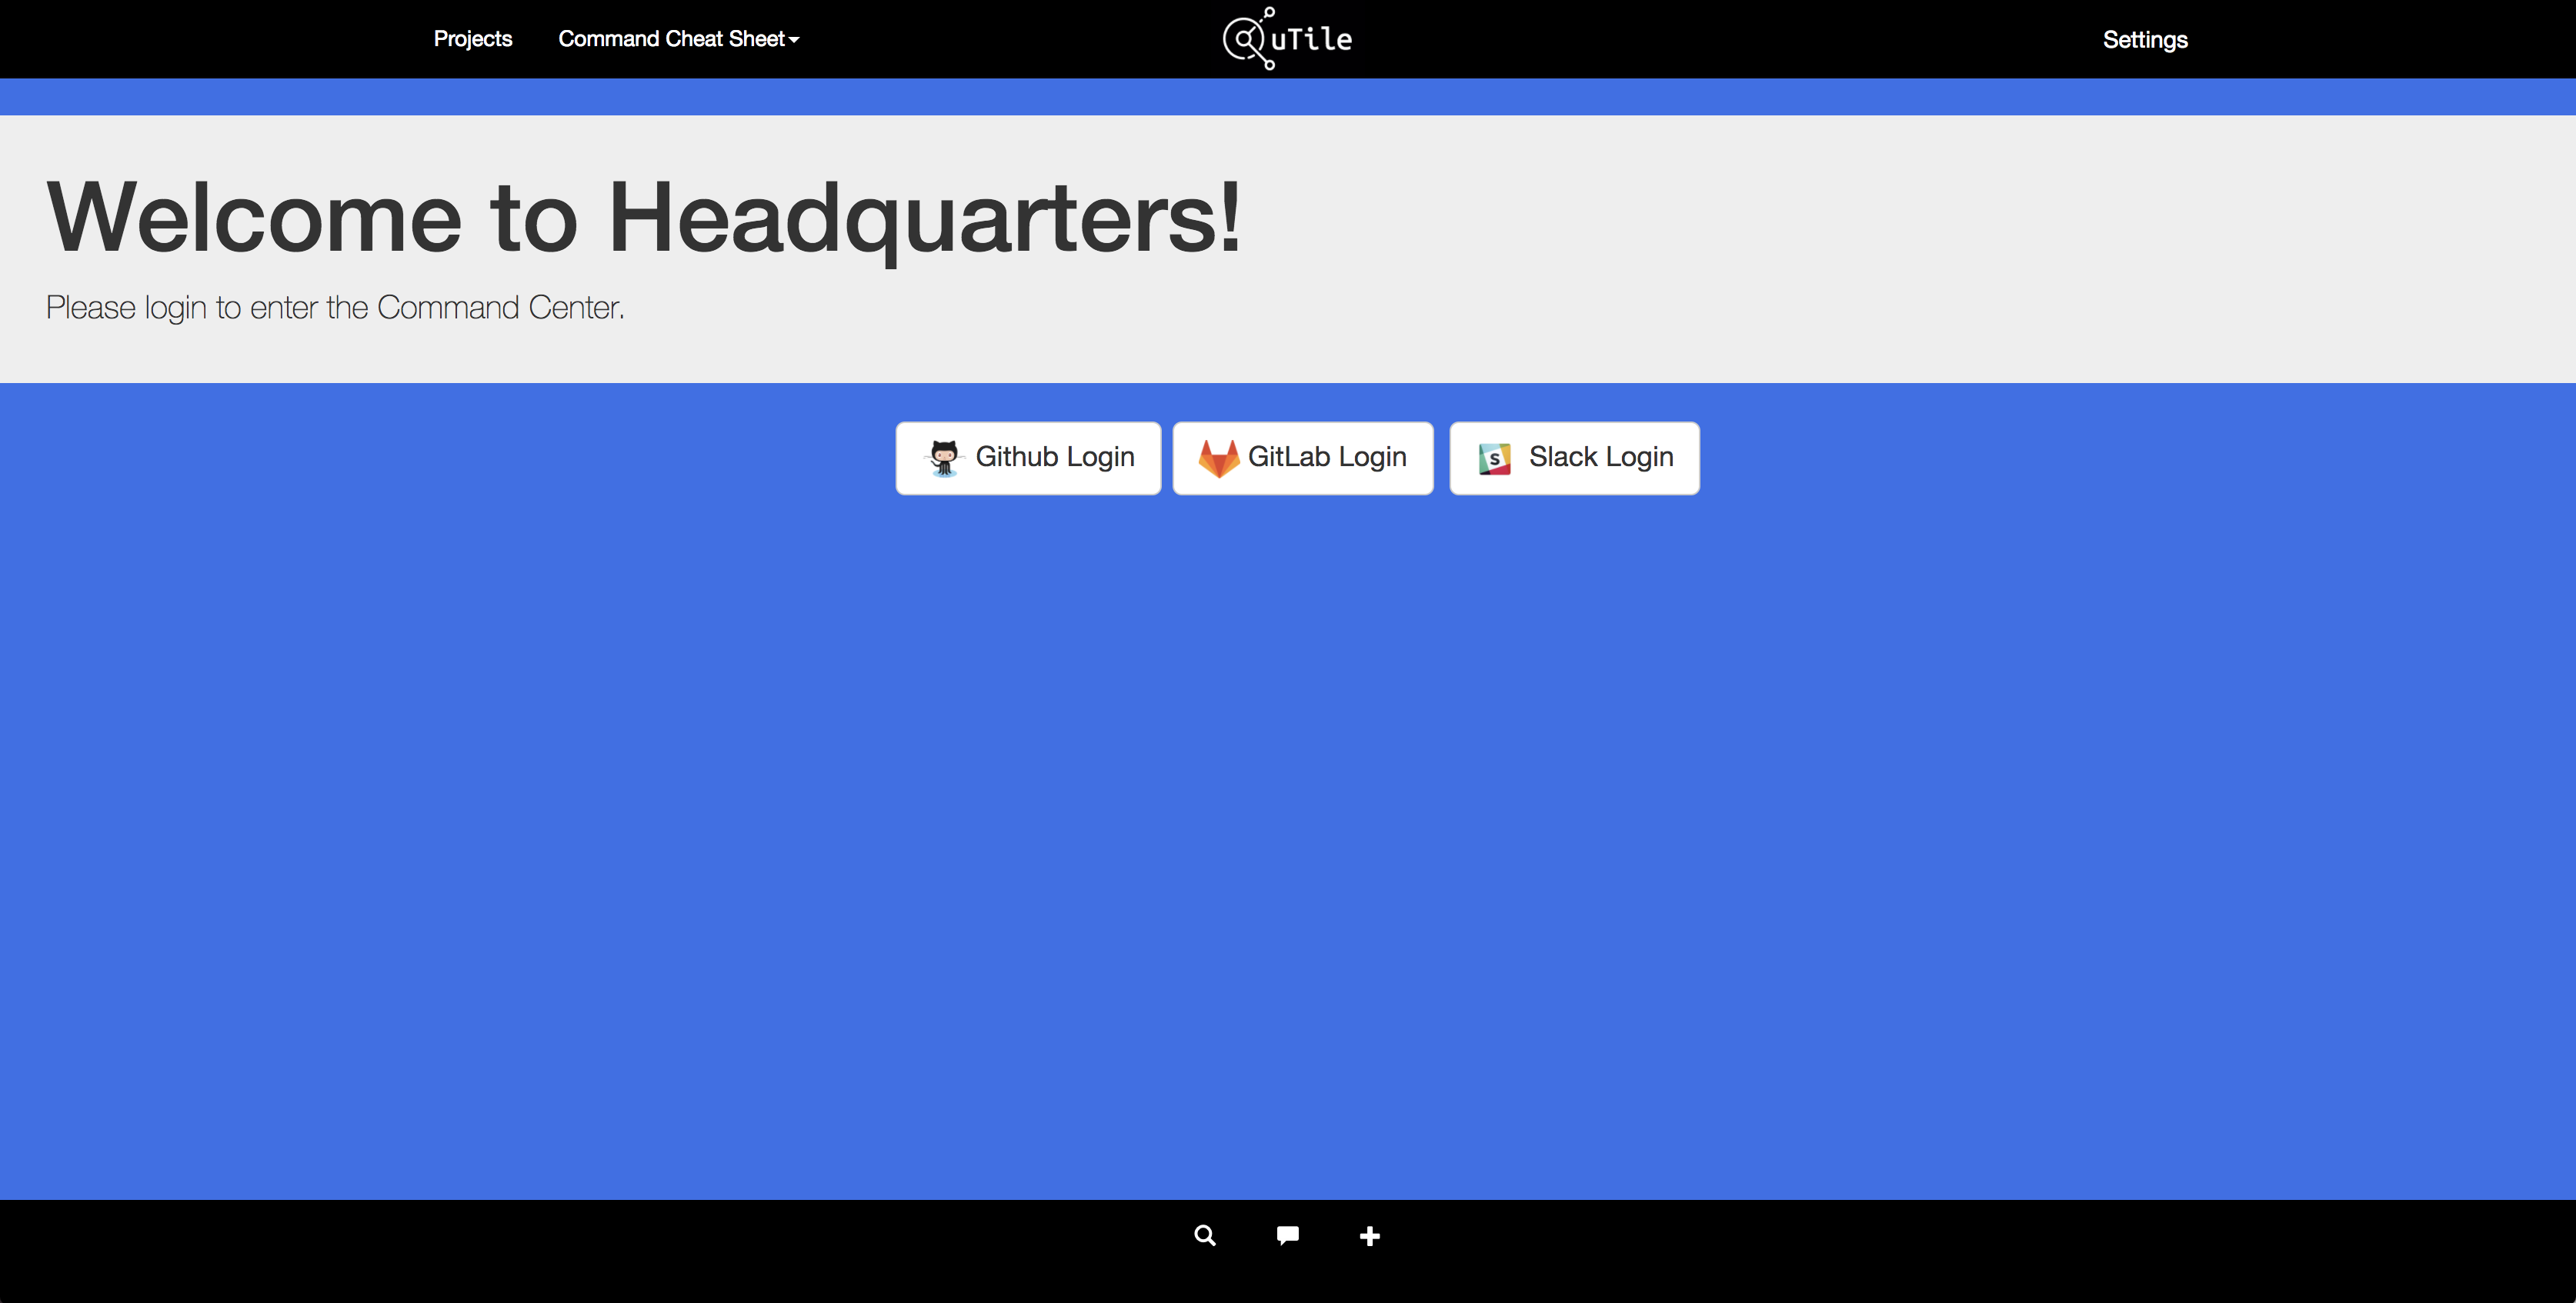 Projects
Command Cheat Sheet
uTile
Settings
Welcome to Headquarters!
Please login to enter the Command Center.
Github Login
GitLab Login
S
Slack Login